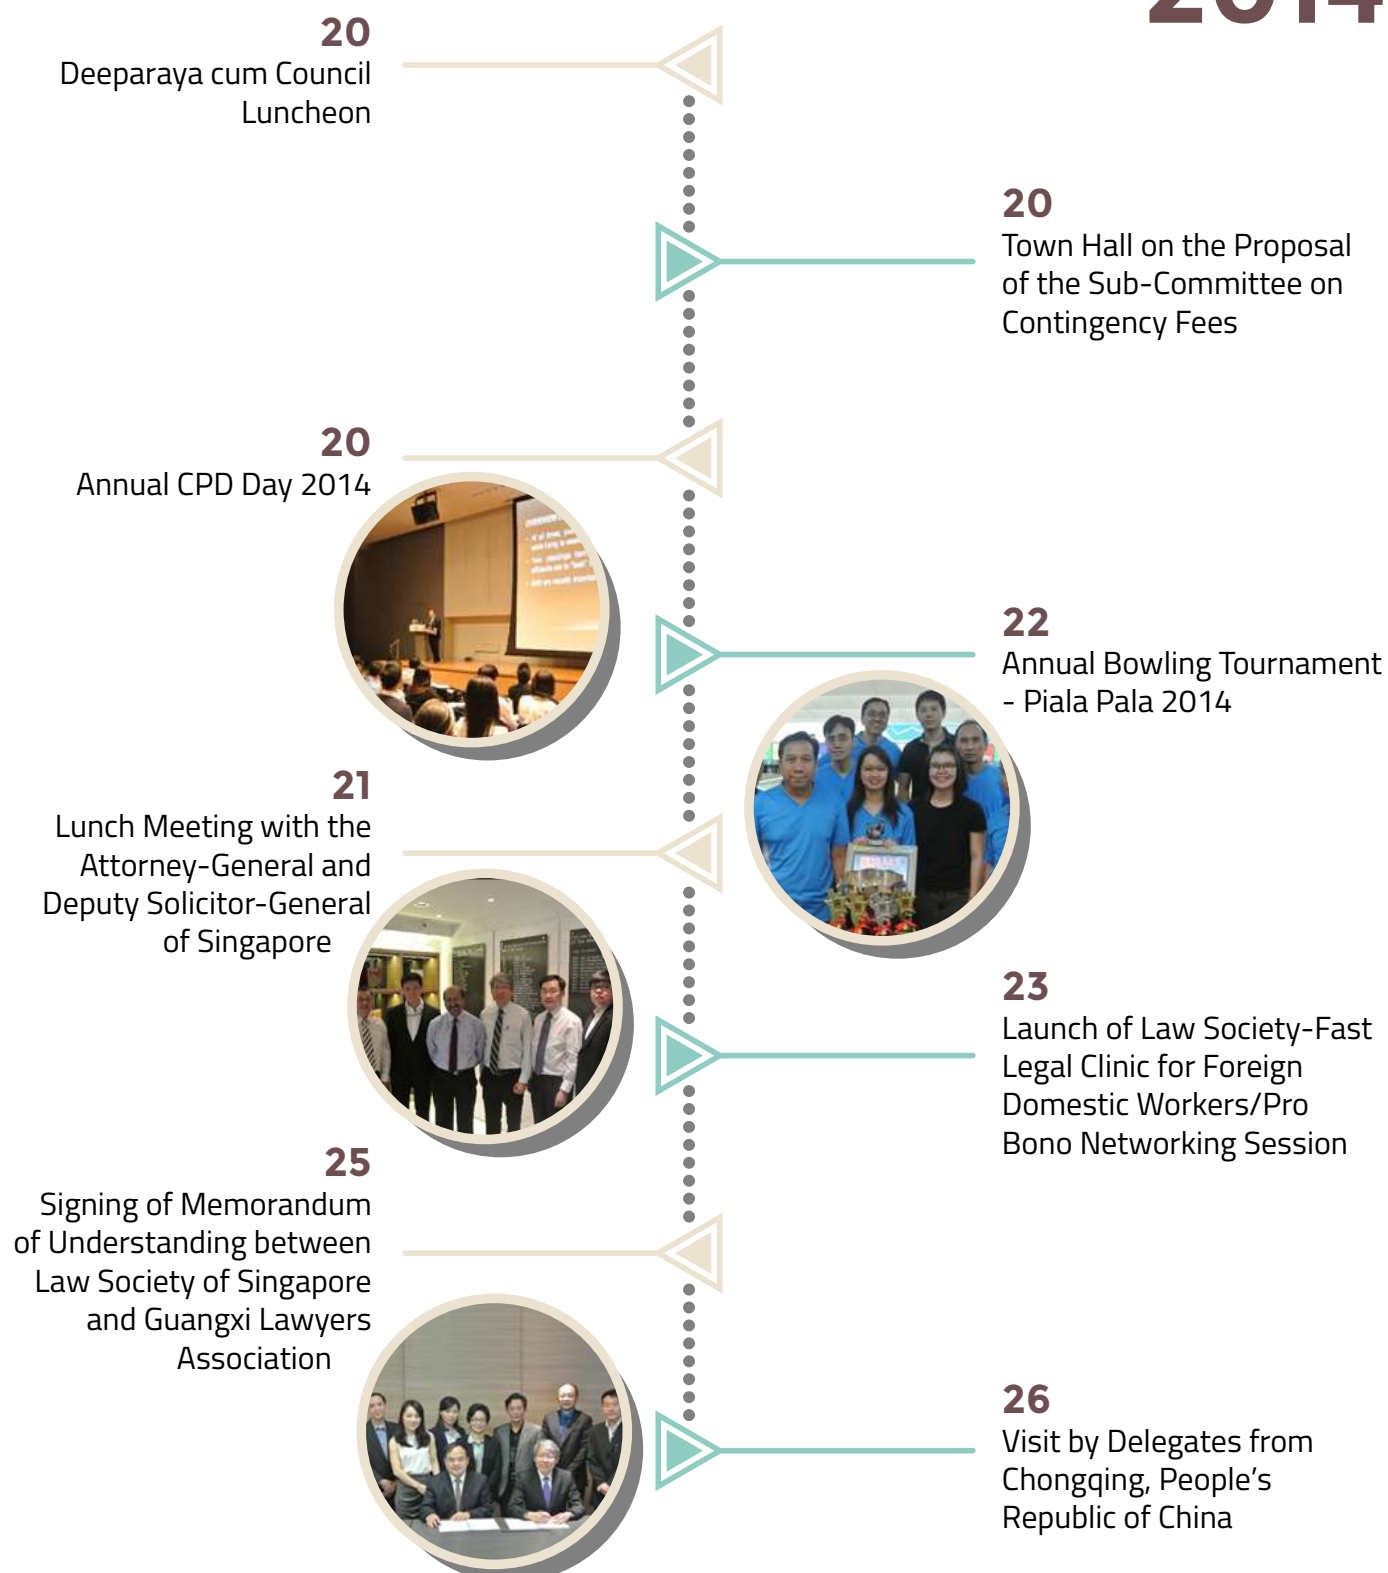 2014
20
Deeparaya cum Council
Luncheon
20
Town Hall on the Proposal
of the Sub-Committee on
Contingency Fees
20
Annual CPD Day 2014
22
Annual Bowling Tournament
- Piala Pala 2014
21
Lunch Meeting with the
Attorney-General and
Deputy Solicitor-General
of Singapore
23
Launch of Law Society-Fast
Legal Clinic for Foreign
Domestic Workers/Pro
Bono Networking Session
25
Signing of Memorandum
of Understanding between
Law Society of Singapore
and Guangxi Lawyers
Association
26
Visit by Delegates from
Chongqing, People's
Republic of China